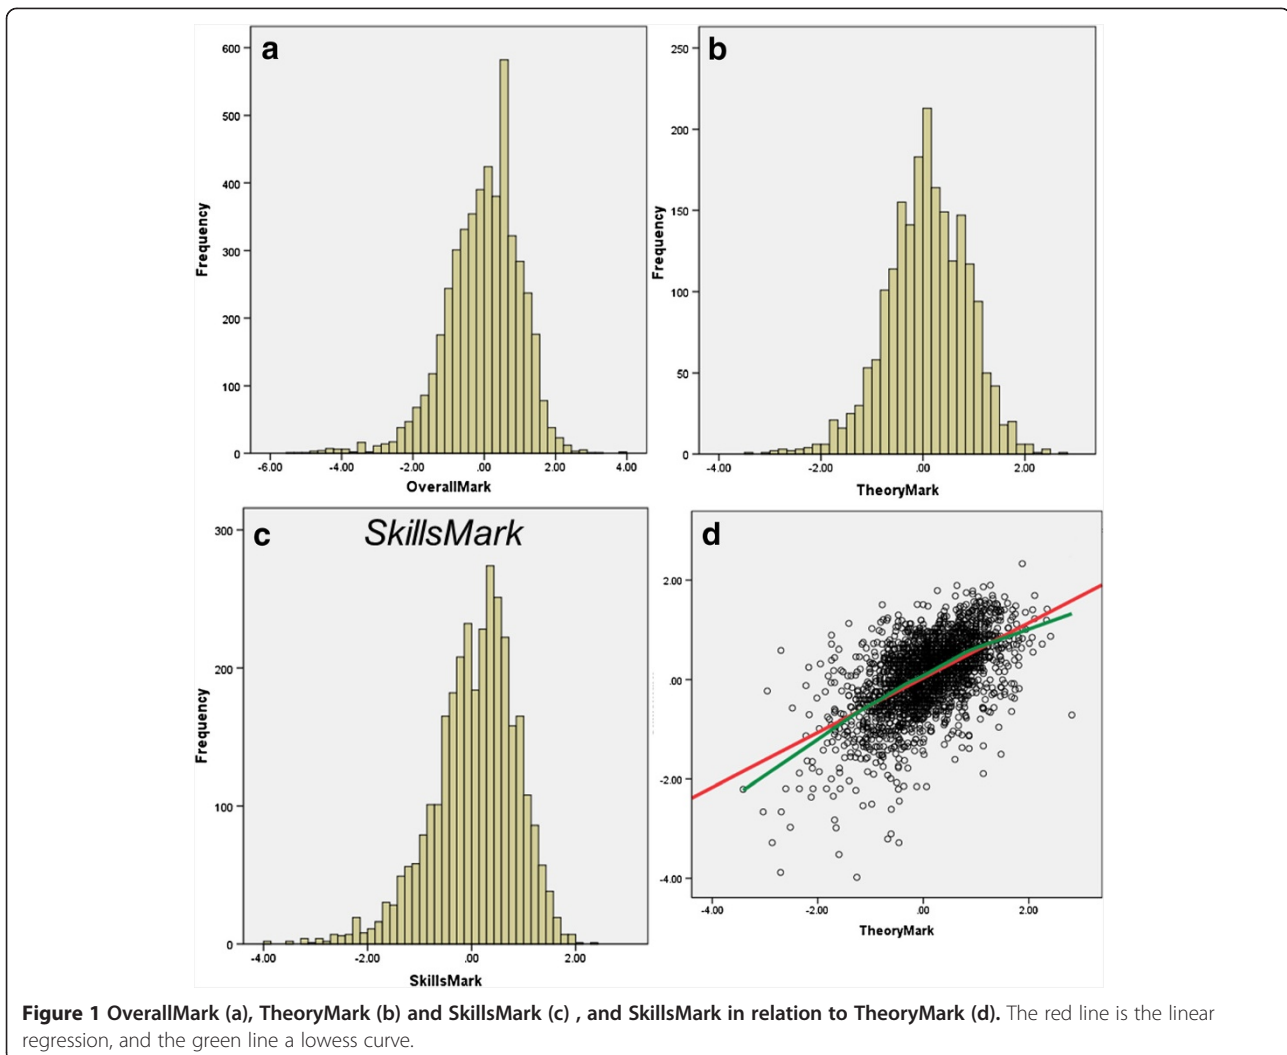 a
600
500
400
300
200
100
0
Frequency
-6.00 -4.00 -2.00 .00 2.00 4.00
OverallMark
b
250
200
150
100
50
0
Frequency
-4.00 -2.00 .00 2.00
TheoryMark
c
SkillsMark
300
200
100
0
Frequency
-4.00 -2.00 .00 2.00
SkillsMark
d
2.00
.00
-2.00
-4.00
-4.00 -2.00 .00 2.00
TheoryMark
Figure 1 OverallMark (a), TheoryMark (b) and SkillsMark (c) , and SkillsMark in relation to TheoryMark (d). The red line is the linear
regression, and the green line a lowess curve.